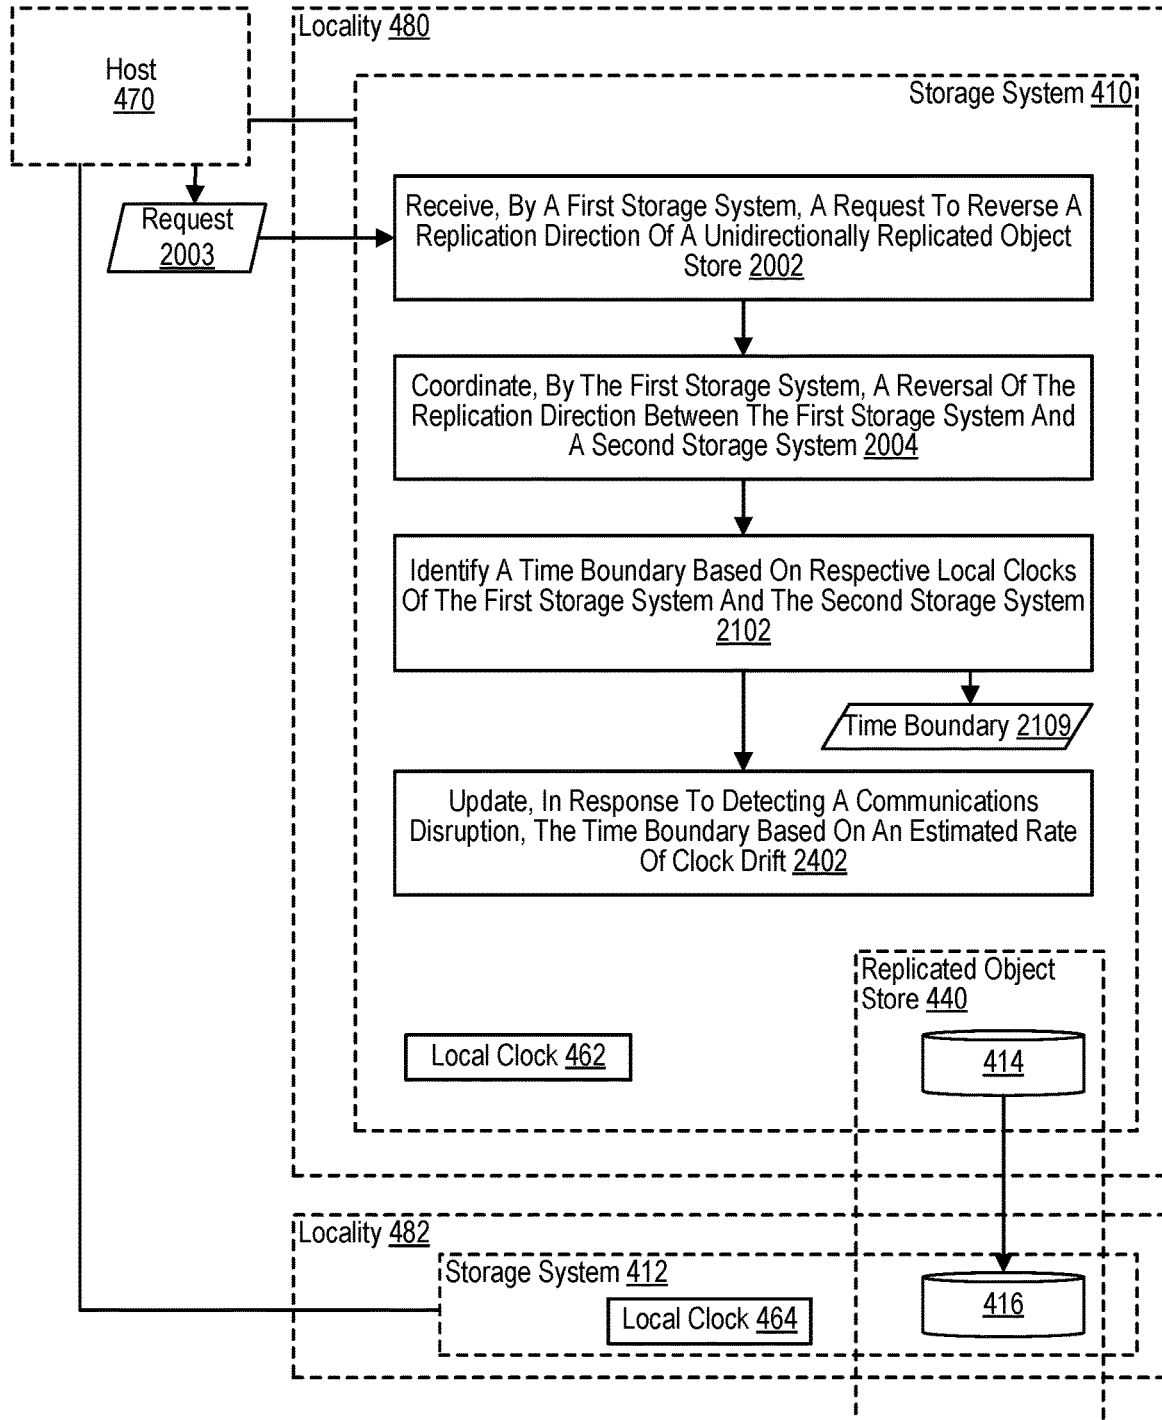 Locality 480
Host
470
Storage System 410
Request
2003
Receive, By A First Storage System, A Request To Reverse A
Replication Direction Of A Unidirectionally Replicated Object
Store 2002
Coordinate, By The First Storage System, A Reversal Of The
Replication Direction Between The First Storage System And
A Second Storage System 2004
Identify A Time Boundary Based On Respective Local Clocks
Of The First Storage System And The Second Storage System
2102
Time Boundary 2109
Update, In Response To Detecting A Communications
Disruption, The Time Boundary Based On An Estimated Rate
Of Clock Drift 2402
Replicated Object
Store 440
Local Clock 462
414
Locality 482
Storage System 412
Local Clock 464
416